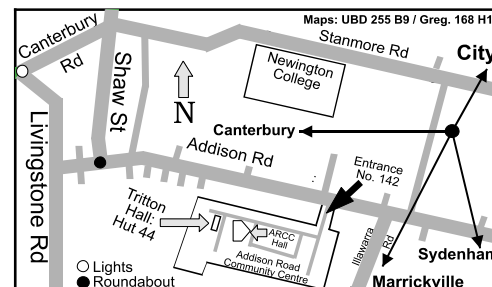 Maps: UBD 255 B9 / Greg. 168 H1
Canterbury
Rd
Stanmore Rd
City
Newington
College
Shaw St
N
Canterbury
Addison Rd
Livingstone Rd
Entrance
No. 142
Tritton
Hall:
Hut 44
ARCC
Hall
Addison Road
Community Centre
Illawarra
Rd
Sydenham
Marrickville
Lights
Roundabout